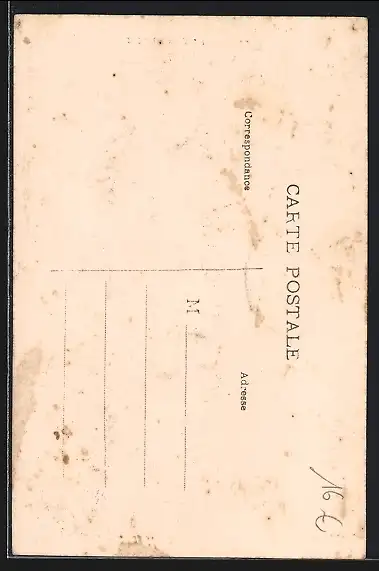 CARTE POSTALE
Correspondance
Adresse
M
16 £